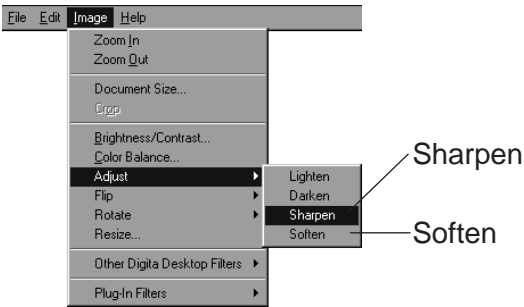 File Edit Image Help
Zoom In
Zoom Out
Document Size...
Crop
Brightness/Contrast...
Color Balance...
Adjust
Flip
Rotate
Resize...
Other Digita Desktop Filters
Plug-In Filters
Lighten
Darken
Sharpen
Soften
Sharpen
Soften